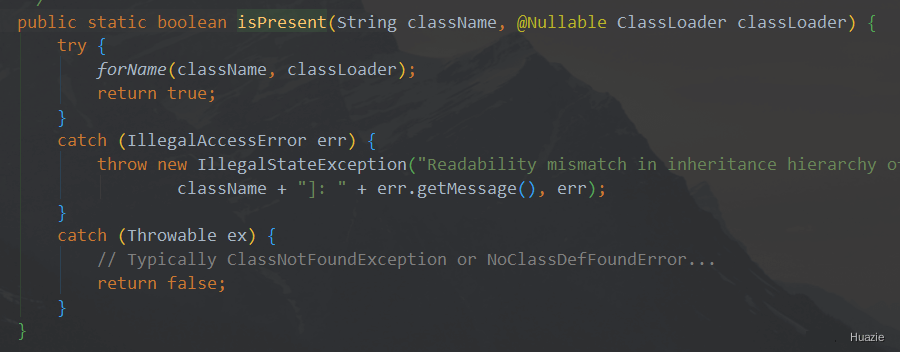 public static boolean isPresent(String className, @Nullable ClassLoader classLoader) {
try {
forName(className, classLoader);
return true;
}
catch (IllegalAccessError err) {
throw new IllegalStateException("Readability mismatch in inheritance hierarchy
className + "]: " + err.getMessage(), err);
}
catch (Throwable ex) {
// Typically ClassNotFoundException or NoClassDefFoundError...
return false;
}
}
Huazie